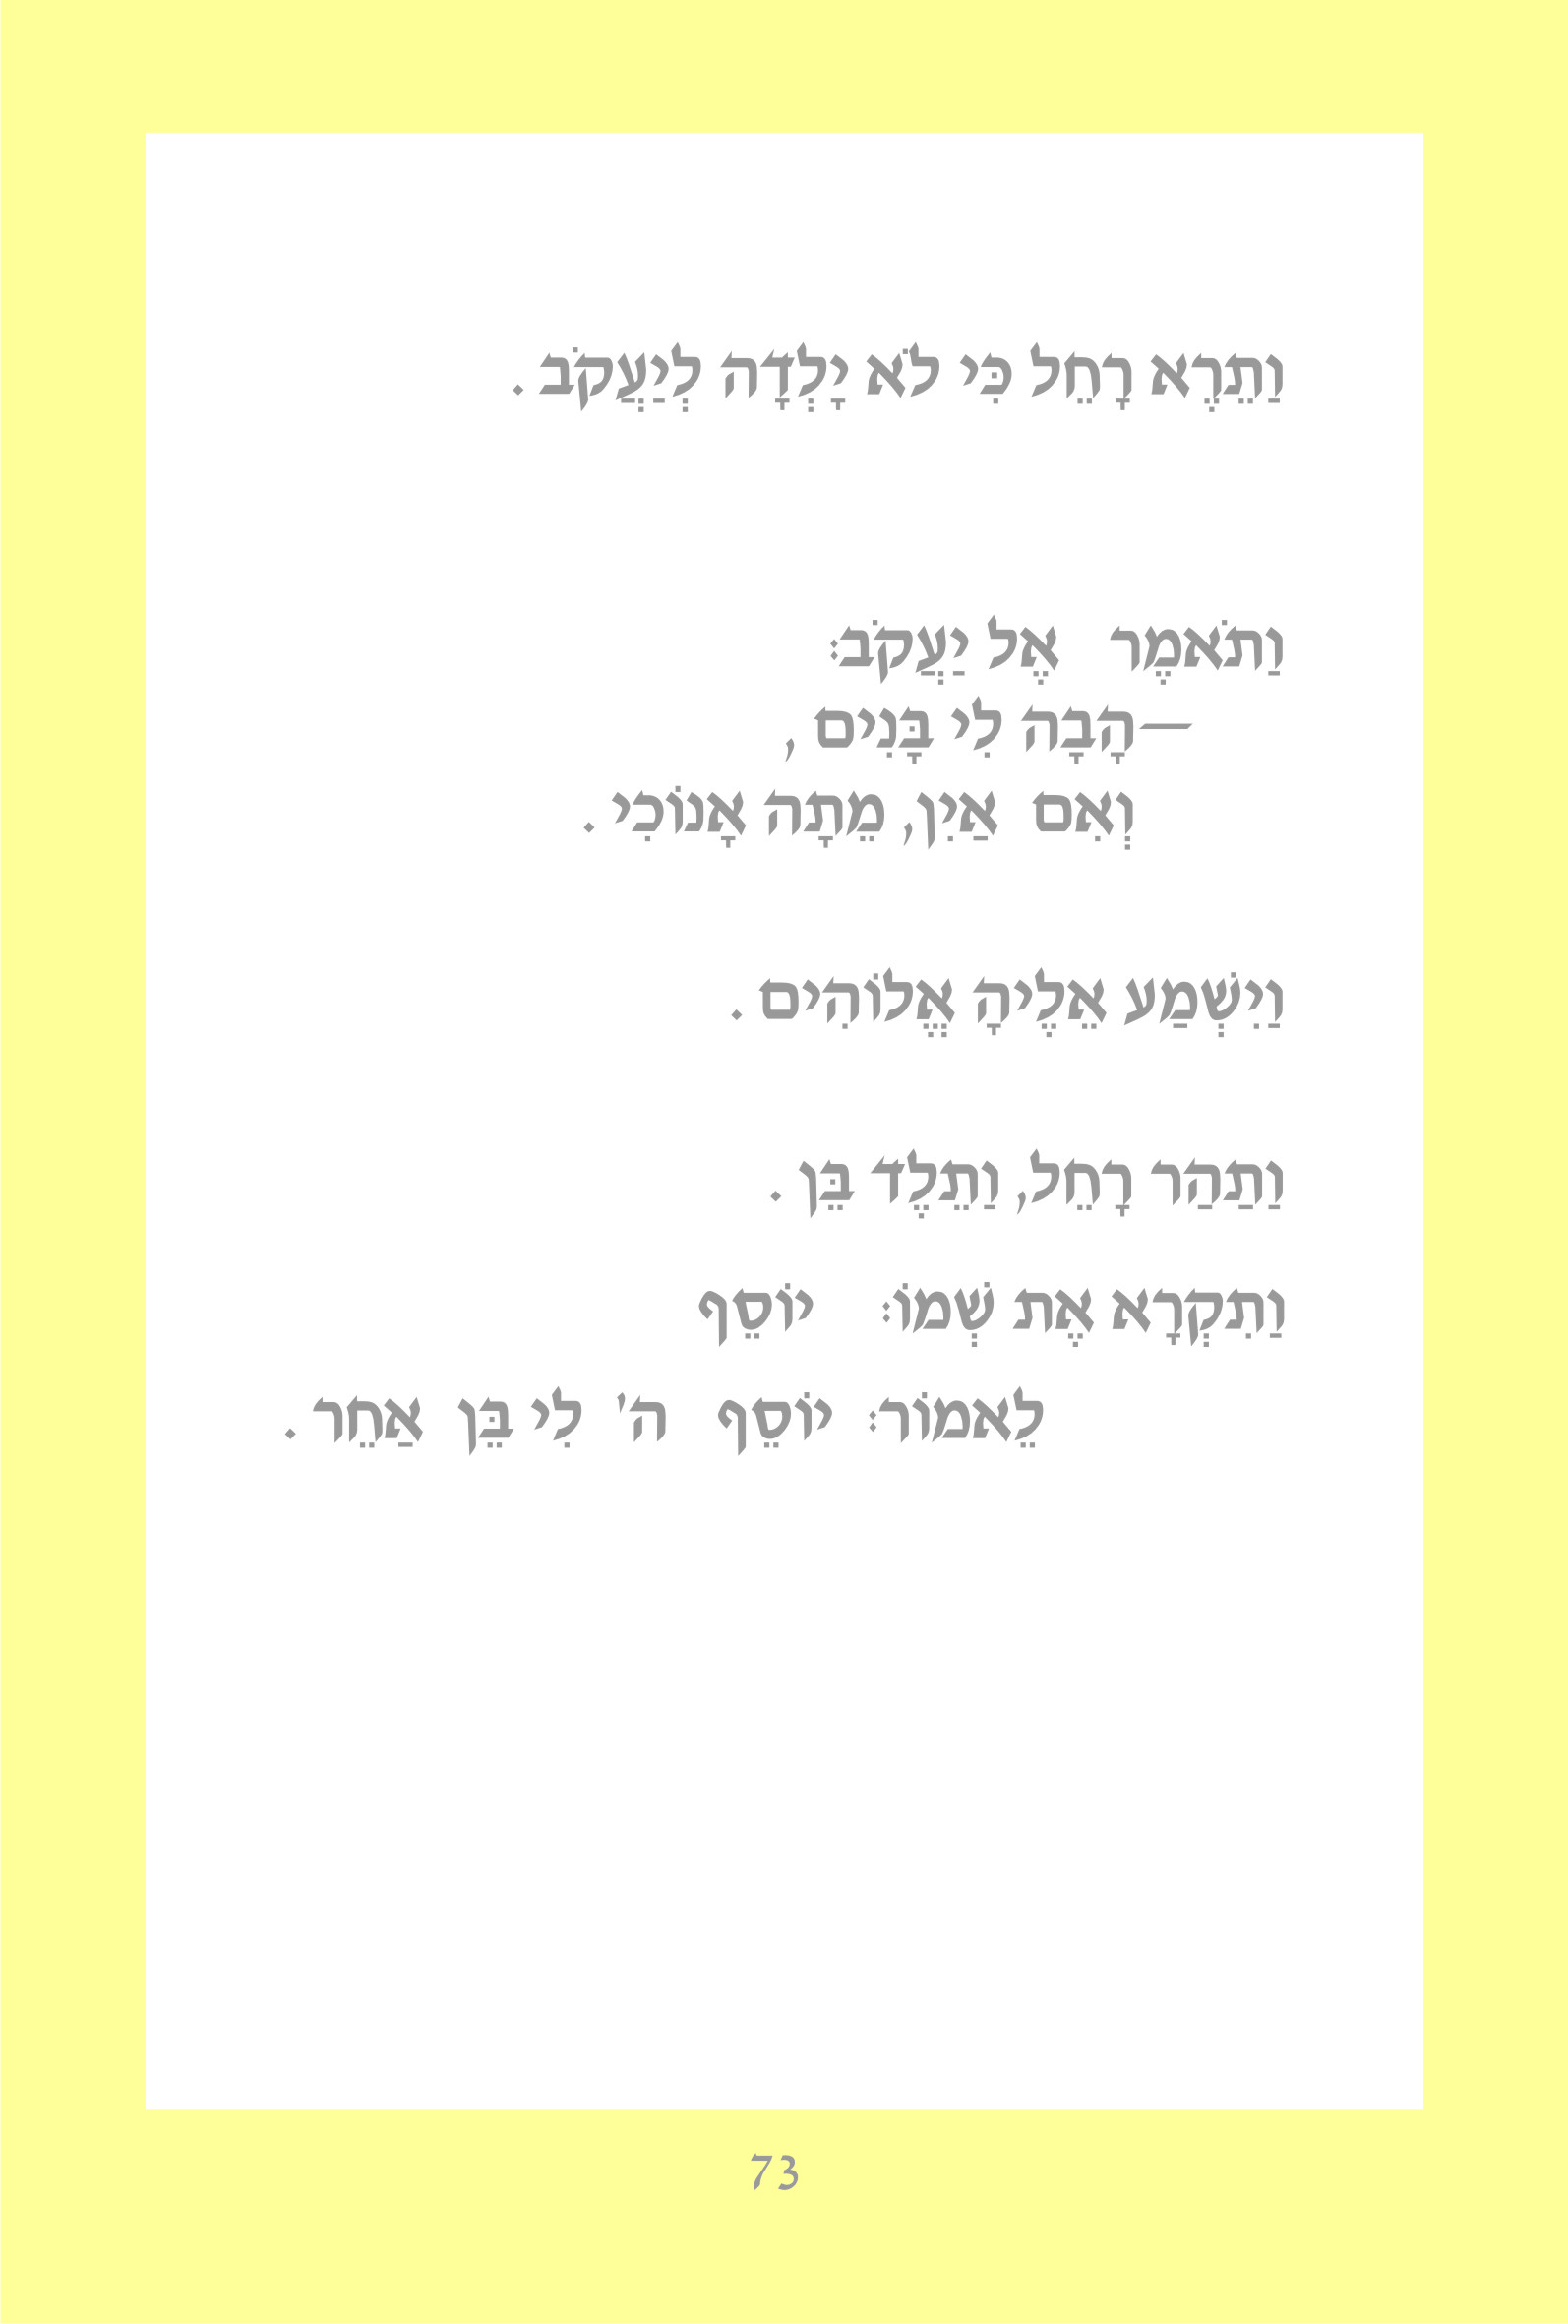 וַתֵּרֶא רָחֵל כִּי לֹא יָלְדָה לְיַעֲקֹב.
וַתֹאמֶר אֶל יַעֲקֹב:
—הָבָה לִי בָּנִים,
וְאִם אַיִן, מֵתָה אָנוֹכִי.
וַיִשְׁמַע אֵלֶיהָ אֱלוֹהִים.
וַתַהַר רָחֵל, וַתֵלֶד בֵּן.
וַתִקְרָא אֶת שְׁמוֹ: יוֹסֵף
לֵאמוֹר: יוֹסֵף ה' לִי בֵּן אַחֵר.
73